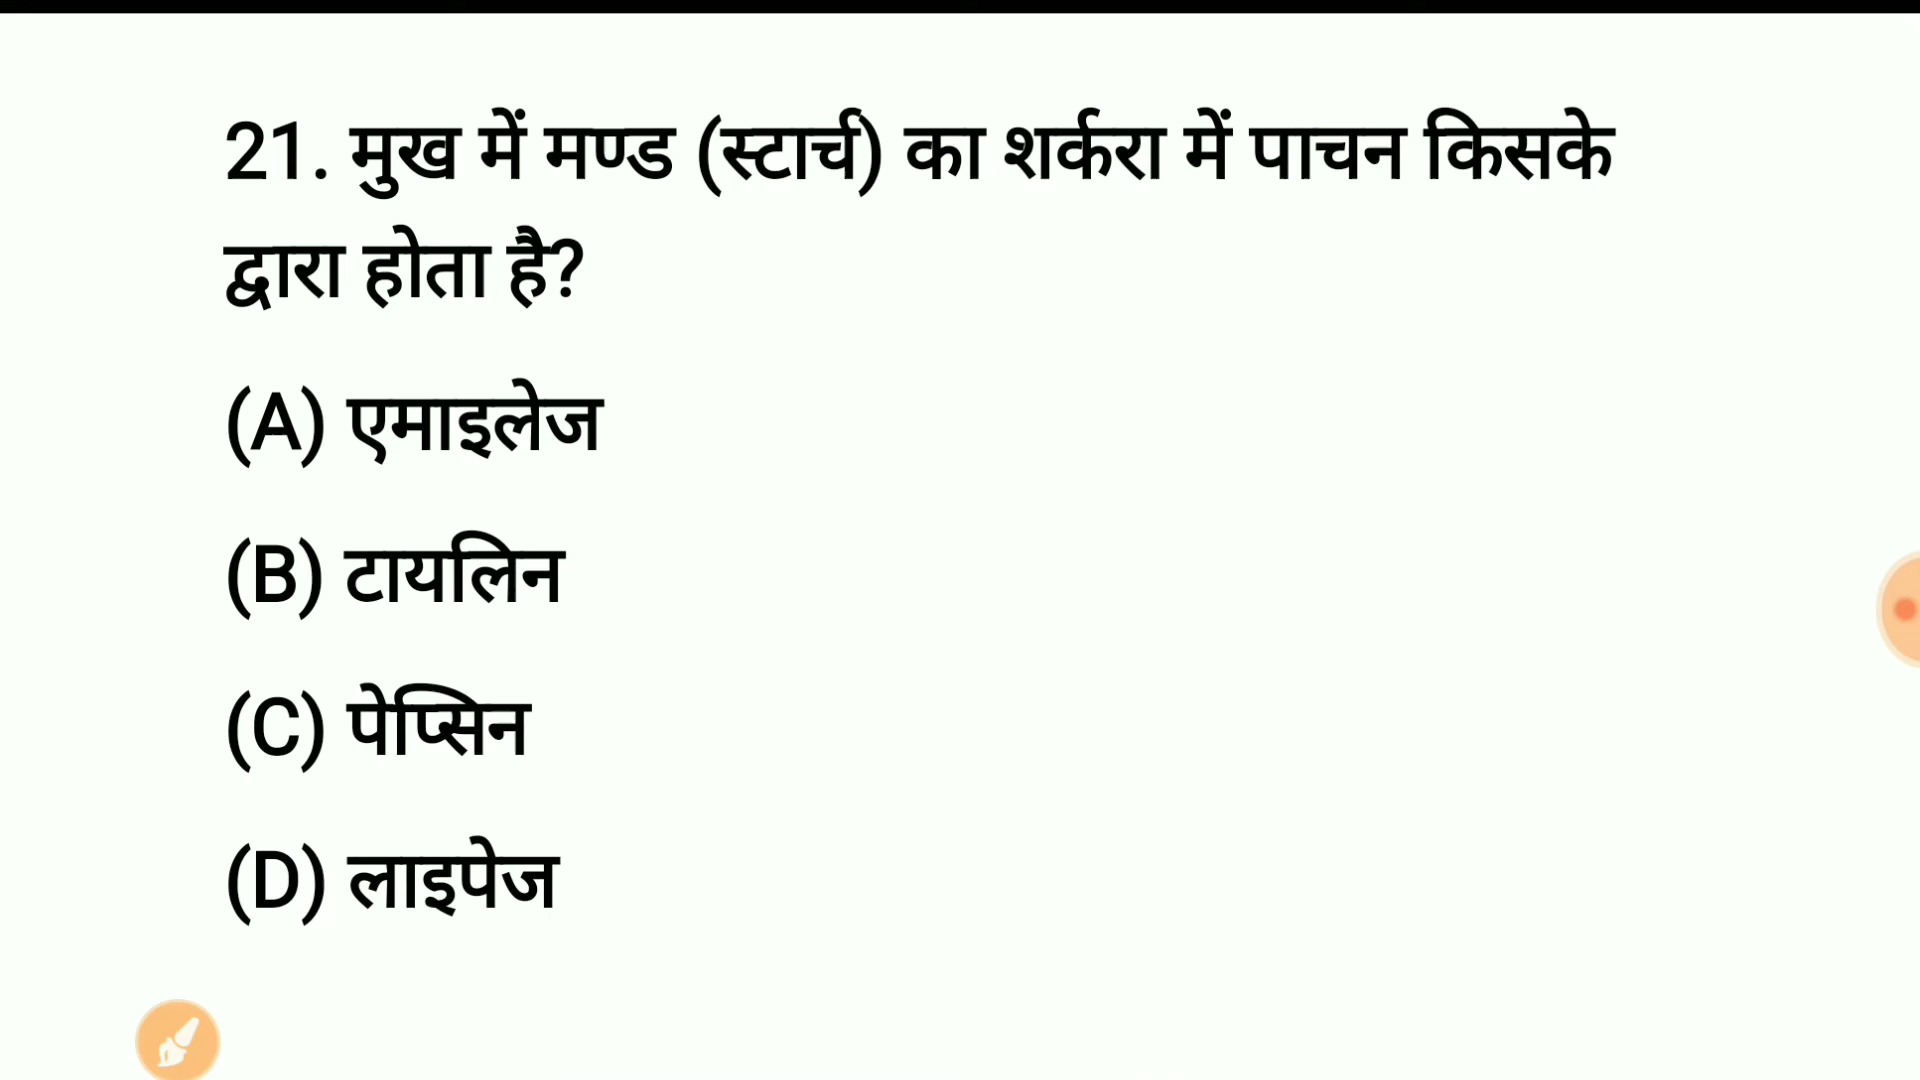 21. मुख में मण्ड (स्टार्च) का शर्करा में पाचन किसके
द्वारा होता है?
(A) एमाइलेज
(B) टायलिन
(C) पेप्सिन
(D) लाइपेज